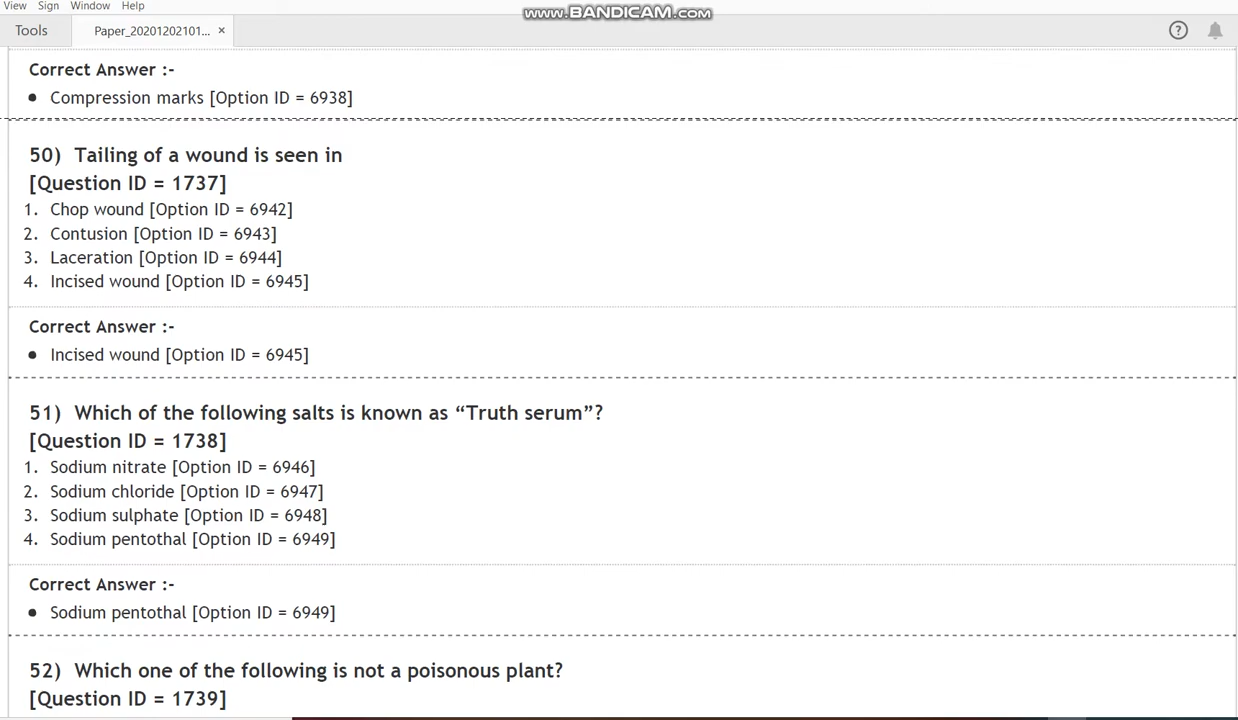 View Sign Window Help
www.BANDICAM.com
Tools Paper_20201202101... ×
Correct Answer :-
• Compression marks [Option ID = 6938]
50) Tailing of a wound is seen in
[Question ID = 1737]
1. Chop wound [Option ID = 6942]
2. Contusion [Option ID = 6943]
3. Laceration [Option ID = 6944]
4. Incised wound [Option ID = 6945]
Correct Answer :-
• Incised wound [Option ID = 6945]
51) Which of the following salts is known as “Truth serum”?
[Question ID = 1738]
1. Sodium nitrate [Option ID = 6946]
2. Sodium chloride [Option ID = 6947]
3. Sodium sulphate [Option ID = 6948]
4. Sodium pentothal [Option ID = 6949]
Correct Answer :-
• Sodium pentothal [Option ID = 6949]
52) Which one of the following is not a poisonous plant?
[Question ID = 1739]